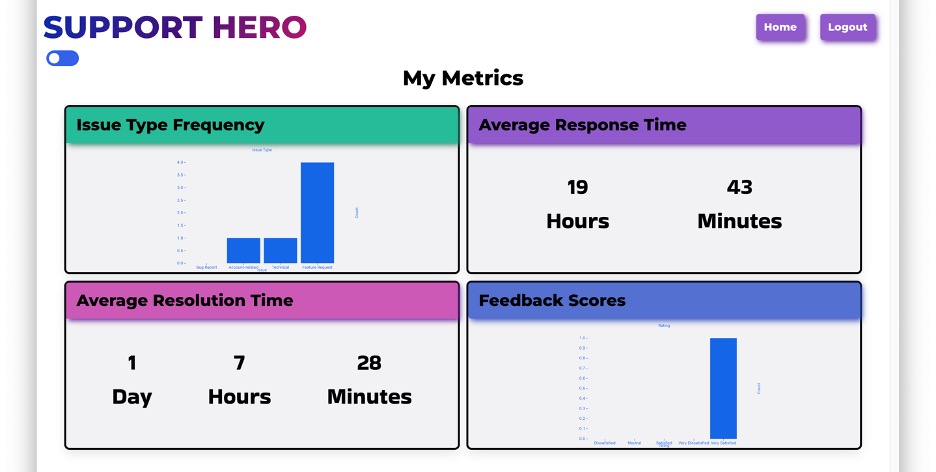 SUPPORT HERO
Home
Logout
My Metrics
Issue Type Frequency
Issue Type
4.0
3.5
3.0
2.5
2.0
1.5
1.0
0.5
0.0
Count
Bug Report Account-Related Technical Feature Request
Issue
Average Response Time
19 43
Hours Minutes
Average Resolution Time
1 7 28
Day Hours Minutes
Feedback Scores
Rating
1.0
0.9
0.8
0.7
0.6
0.5
0.4
0.3
0.2
0.1
0.0
Count
Dissatisfied Neutral Satisfied Very Dissatisfied Very Satisfied
Rating